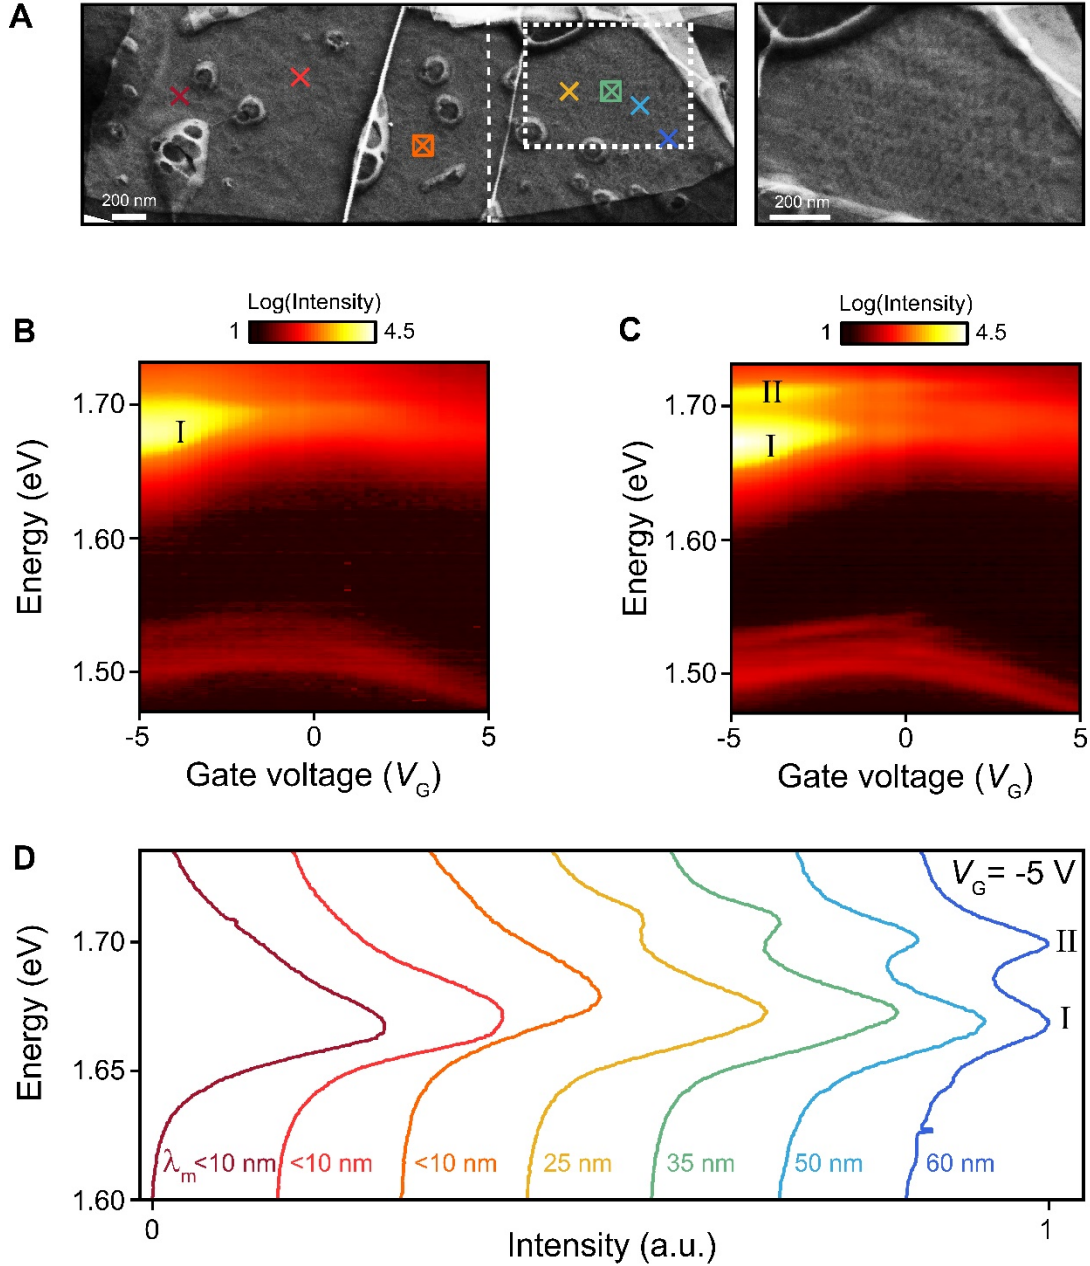 A
200 nm
200 nm
B
Log(Intensity)
1
4.5
I
1.70
1.60
1.50
Energy (eV)
-5
0
5
Gate voltage (VG)
C
Log(Intensity)
1
4.5
II
I
1.70
1.60
1.50
Energy (eV)
-5
0
5
Gate voltage (VG)
D
VG= -5 V
II
I
1.70
1.65
1.60
Energy (eV)
λm<10 nm
<10 nm
<10 nm
25 nm
35 nm
50 nm
60 nm
0
1
Intensity (a.u.)